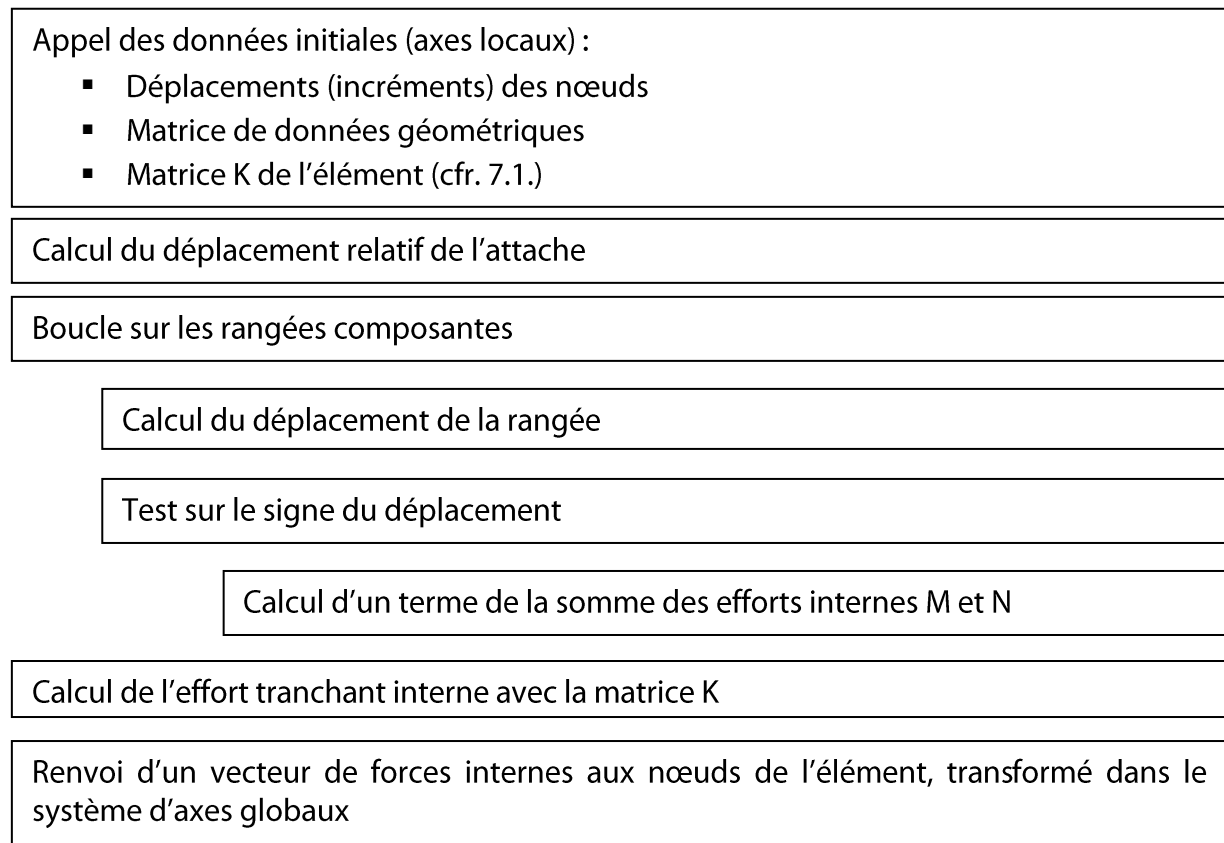 Appel des données initiales (axes locaux) :
▪ Déplacements (incréments) des nœuds
▪ Matrice de données géométriques
▪ Matrice K de l’élément (cfr. 7.1.)
Calcul du déplacement relatif de l’attache
Boucle sur les rangées composantes
Calcul du déplacement de la rangée
Test sur le signe du déplacement
Calcul d’un terme de la somme des efforts internes M et N
Calcul de l’effort tranchant interne avec la matrice K
Renvoi d’un vecteur de forces internes aux nœuds de l’élément, transformé dans le
système d’axes globaux